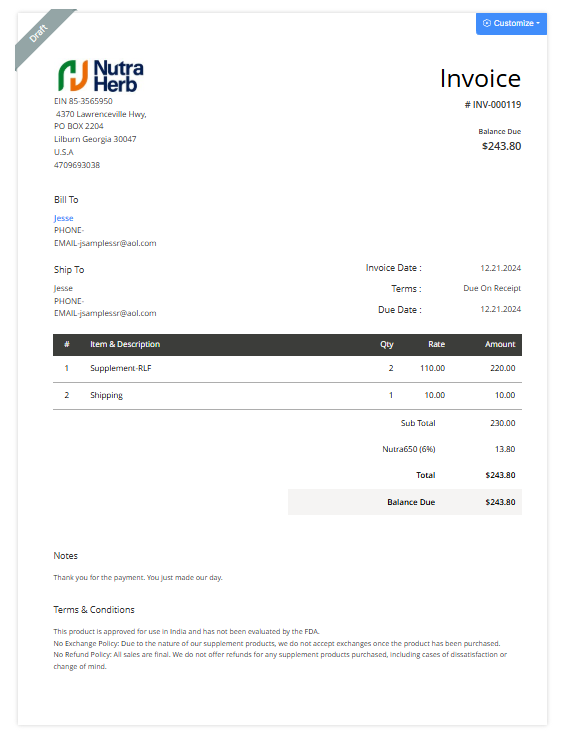 Draft
Customize
Nutra
Herb
Invoice
# INV-000119
Balance Due
$243.80
EIN 85-3565950
4370 Lawrenceville Hwy,
PO BOX 2204
Lilburn Georgia 30047
U.S.A
4709693038
Bill To
Jesse
PHONE-
EMAIL-jsamplessr@aol.com
Ship To
Jesse
PHONE-
EMAIL-jsamplessr@aol.com
Invoice Date : 12.21.2024
Terms : Due On Receipt
Due Date : 12.21.2024
# Item & Description Qty Rate Amount
1 Supplement-RLF 2 110.00 220.00
2 Shipping 1 10.00 10.00
Sub Total 230.00
Nutra650 (6%) 13.80
Total $243.80
Balance Due $243.80
Notes
Thank you for the payment. You just made our day.
Terms & Conditions
This product is approved for use in India and has not been evaluated by the FDA.
No Exchange Policy: Due to the nature of our supplement products, we do not accept exchanges once the product has been purchased.
No Refund Policy: All sales are final. We do not offer refunds for any supplement products purchased, including cases of dissatisfaction or
change of mind.